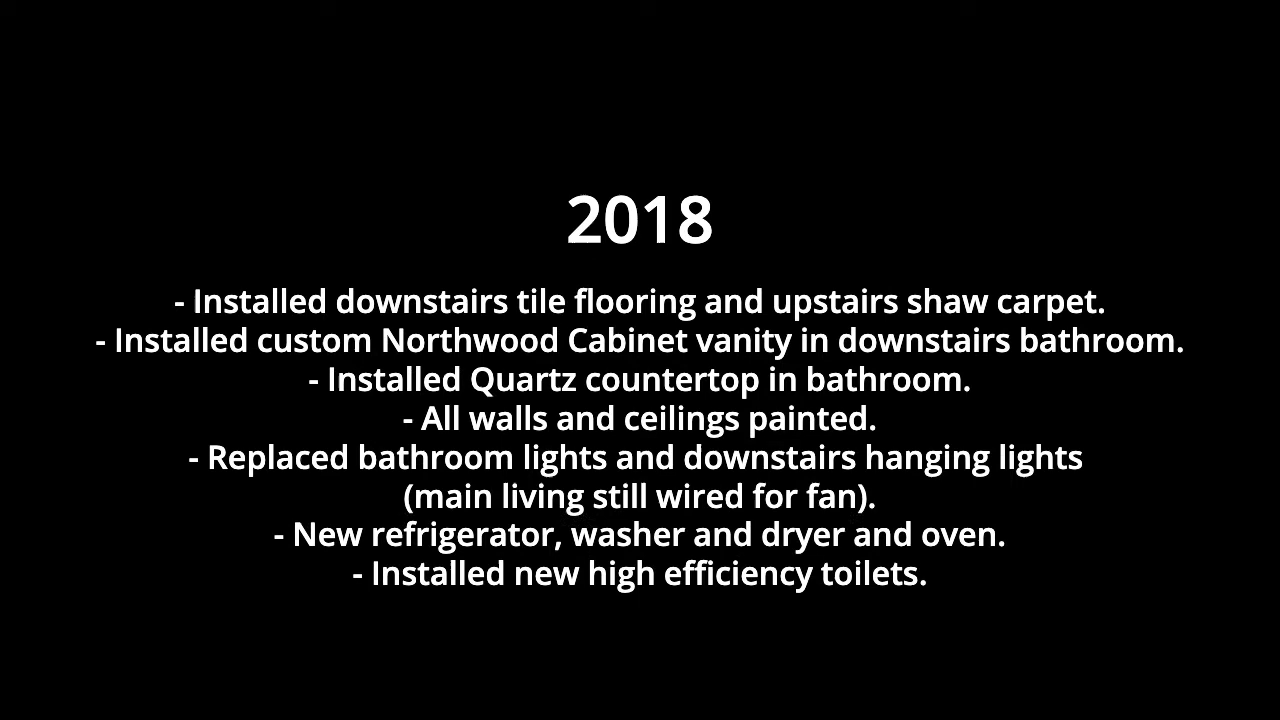 2018
- Installed downstairs tile flooring and upstairs shaw carpet.
- Installed custom Northwood Cabinet vanity in downstairs bathroom.
- Installed Quartz countertop in bathroom.
- All walls and ceilings painted.
- Replaced bathroom lights and downstairs hanging lights
(main living still wired for fan).
- New refrigerator, washer and dryer and oven.
- Installed new high efficiency toilets.